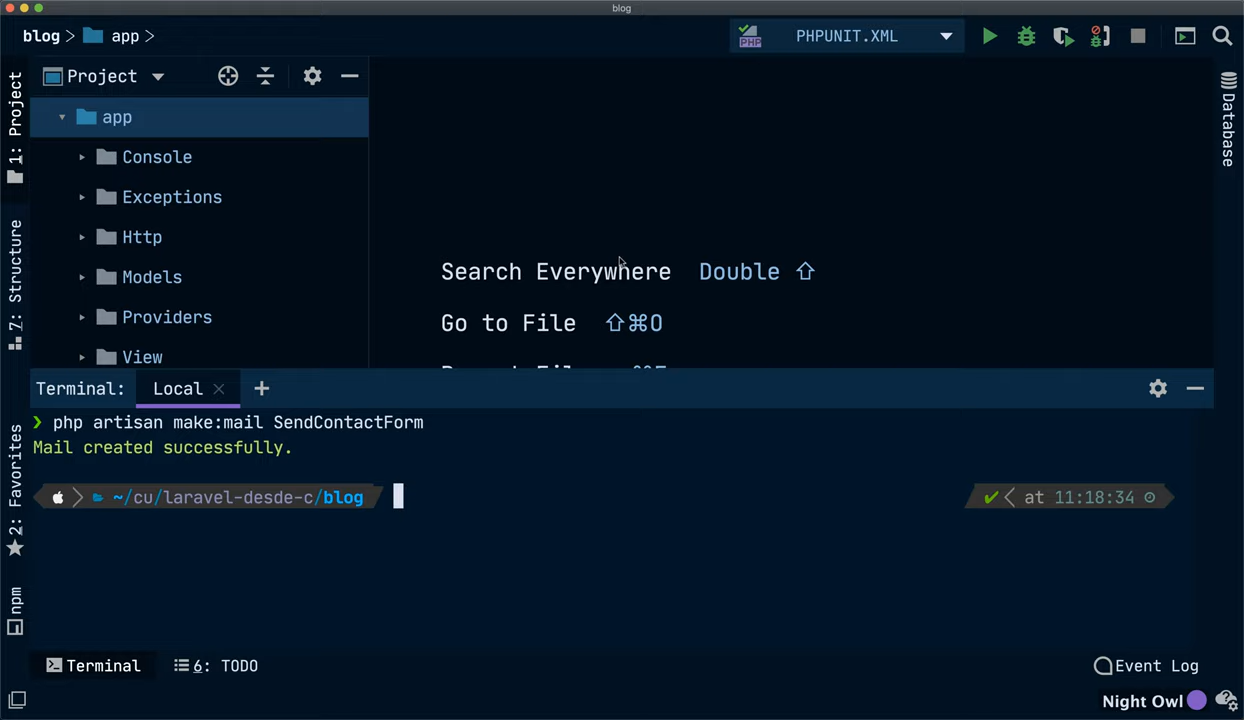 blog
blog > app >
PHP PHPUNIT.XML
1: Project
Project
app
Console
Exceptions
Http
Models
Providers
View
7: Structure
Database
Search Everywhere Double ⇧
Go to File ⇧⌘O
Terminal: Local × +
❯ php artisan make:mail SendContactForm
Mail created successfully.
~/cu/laravel-desde-c/blog
✔ < at 11:18:34
2: Favorites
npm
Terminal
6: TODO
Event Log
Night Owl